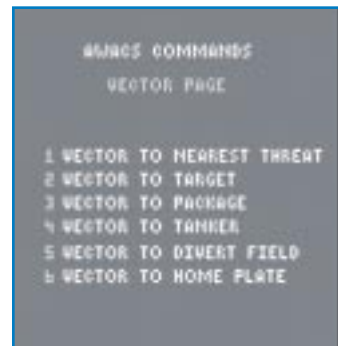 AWACS COMMANDS
VECTOR PAGE
1 VECTOR TO NEAREST THREAT
2 VECTOR TO TARGET
3 VECTOR TO PACKAGE
4 VECTOR TO TANKER
5 VECTOR TO DIVERT FIELD
6 VECTOR TO HOME PLATE